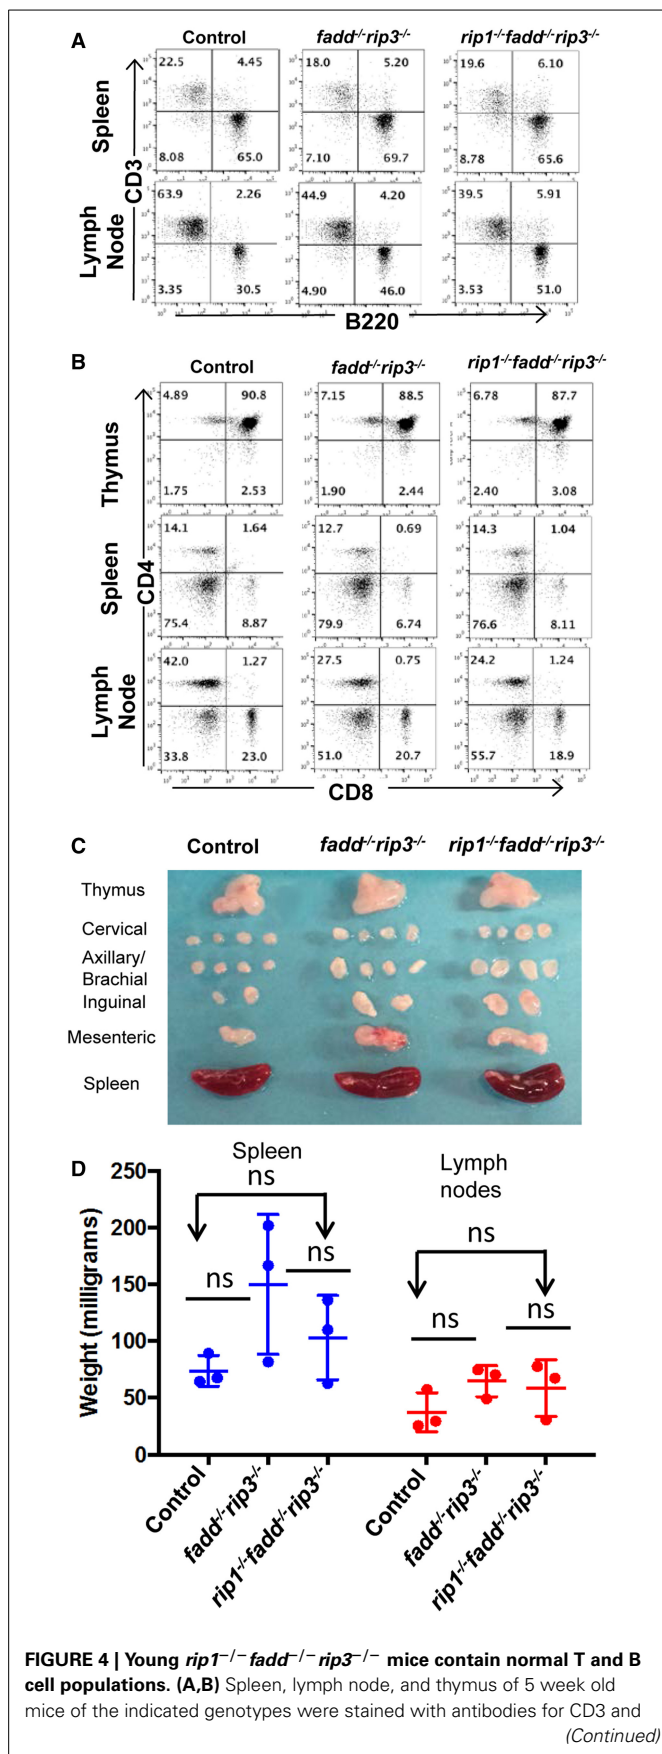 A
Control fadd-/-rip3-/- rip1-/-fadd-/-rip3-/-
Spleen
22.5 4.45 18.0 5.20 19.6 6.10
8.08 65.0 7.10 69.7 8.78 65.6
CD3
Lymph
Node
63.9 2.26 44.9 4.20 39.5 5.91
3.35 30.5 4.90 46.0 3.53 51.0
B220
B
Control fadd-/-rip3-/- rip1-/-fadd-/-rip3-/-
Thymus
4.89 90.8 7.15 88.5 6.78 87.7
1.75 2.53 1.90 2.44 2.40 3.08
Spleen
CD4
14.1 1.64 12.7 0.69 14.3 1.04
75.4 8.87 79.9 6.74 76.6 8.11
Lymph
Node
42.0 1.27 27.5 0.75 24.2 1.24
33.8 23.0 51.0 20.7 55.7 18.9
CD8
C
Control fadd-/-rip3-/- rip1-/-fadd-/-rip3-/-
Thymus
Cervical
Axillary/
Brachial
Inguinal
Mesenteric
Spleen
D
Spleen
Lymph
nodes
Weight (milligrams)
250
200
150
100
50
0
ns
ns ns
ns
ns ns
Control fadd-/-rip3-/- rip1-/-fadd-/-rip3-/- Control fadd-/-rip3-/- rip1-/-fadd-/-rip3-/-
FIGURE 4 | Young rip1−/− fadd−/− rip3−/− mice contain normal T and B
cell populations. (A,B) Spleen, lymph node, and thymus of 5 week old
mice of the indicated genotypes were stained with antibodies for CD3 and
(Continued)